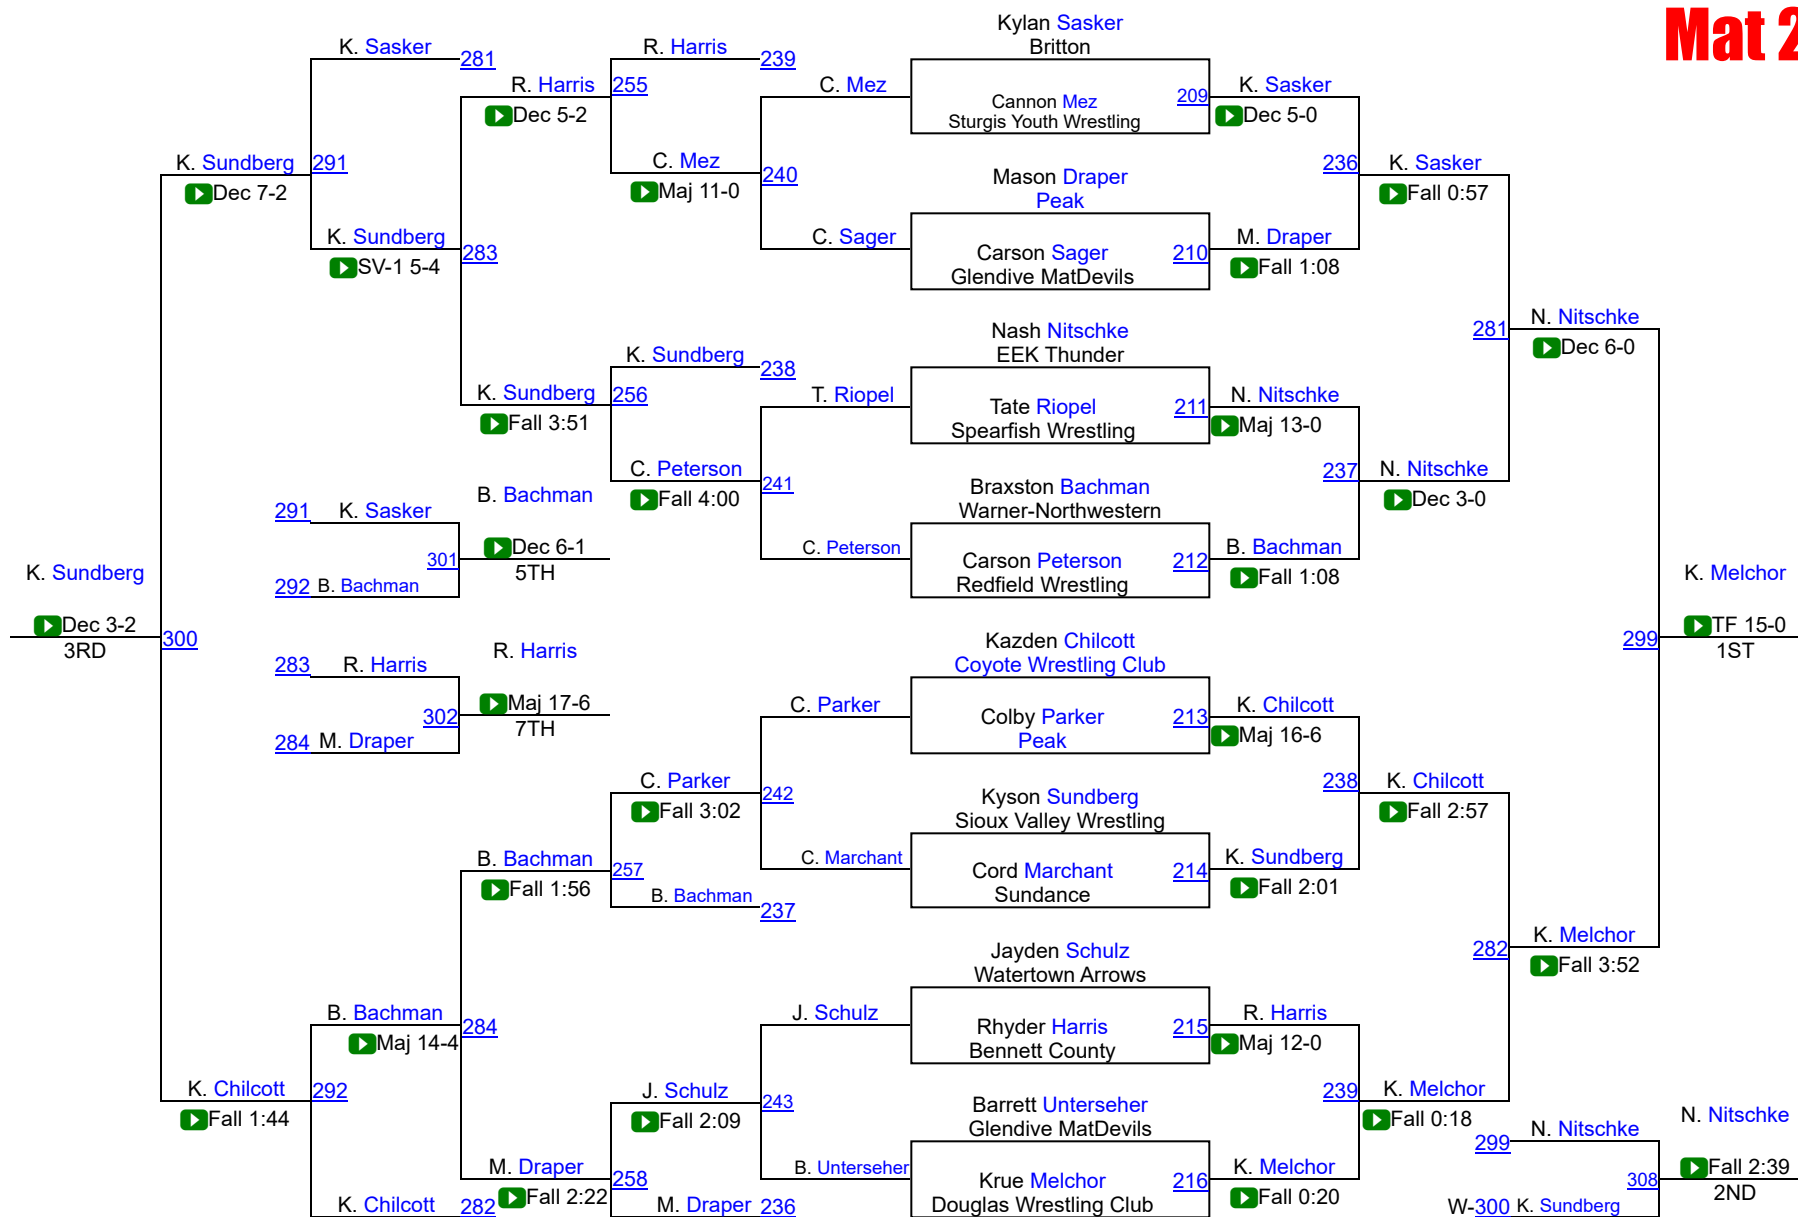 Mat 2
Kylan Sasker
Britton
K. Sasker
281
R. Harris
239
R. Harris
255
Dec 5-2
C. Mez
Cannon Mez
209
Sturgis Youth Wrestling
K. Sasker
Dec 5-0
K. Sundberg
291
Dec 7-2
C. Mez
240
Maj 11-0
Mason Draper
Peak
236
K. Sasker
Fall 0:57
K. Sundberg
283
SV-1 5-4
C. Sager
Carson Sager
210
Glendive MatDevils
M. Draper
Fall 1:08
Nash Nitschke
EEK Thunder
281
N. Nitschke
Dec 6-0
K. Sundberg
238
K. Sundberg
256
Fall 3:51
T. Riopel
Tate Riopel
211
Spearfish Wrestling
N. Nitschke
Maj 13-0
C. Peterson
241
Fall 4:00
Braxston Bachman
Warner-Northwestern
237
N. Nitschke
Dec 3-0
B. Bachman
291
K. Sasker
301
Dec 6-1
5TH
292
B. Bachman
C. Peterson
Carson Peterson
212
Redfield Wrestling
B. Bachman
Fall 1:08
K. Sundberg
Dec 3-2
300
3RD
K. Melchor
299
TF 15-0
1ST
Kazden Chilcott
Coyote Wrestling Club
283
R. Harris
R. Harris
302
Maj 17-6
7TH
284
M. Draper
C. Parker
Colby Parker
213
Peak
K. Chilcott
Maj 16-6
C. Parker
242
Fall 3:02
Kyson Sundberg
Sioux Valley Wrestling
238
K. Chilcott
Fall 2:57
B. Bachman
257
Fall 1:56
B. Bachman
237
C. Marchant
Cord Marchant
214
Sundance
K. Sundberg
Fall 2:01
Jayden Schulz
Watertown Arrows
282
K. Melchor
Fall 3:52
B. Bachman
284
Maj 14-4
J. Schulz
Rhyder Harris
215
Bennett County
R. Harris
Maj 12-0
K. Chilcott
292
Fall 1:44
J. Schulz
243
Fall 2:09
Barrett Unterseher
Glendive MatDevils
239
K. Melchor
Fall 0:18
299
N. Nitschke
N. Nitschke
M. Draper
258
Fall 2:22
B. Unterseher
Krue Melchor
216
Douglas Wrestling Club
K. Melchor
Fall 0:20
308
Fall 2:39
2ND
K. Chilcott
282
M. Draper
236
W-300
K. Sundberg